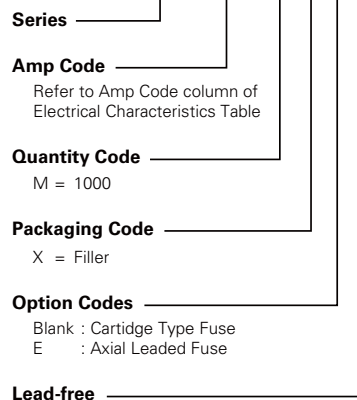 Series
Amp Code
Refer to Amp Code column of
Electrical Characteristics Table
Quantity Code
M = 1000
Packaging Code
X = Filler
Option Codes
Blank : Cartidge Type Fuse
E : Axial Leaded Fuse
Lead-free